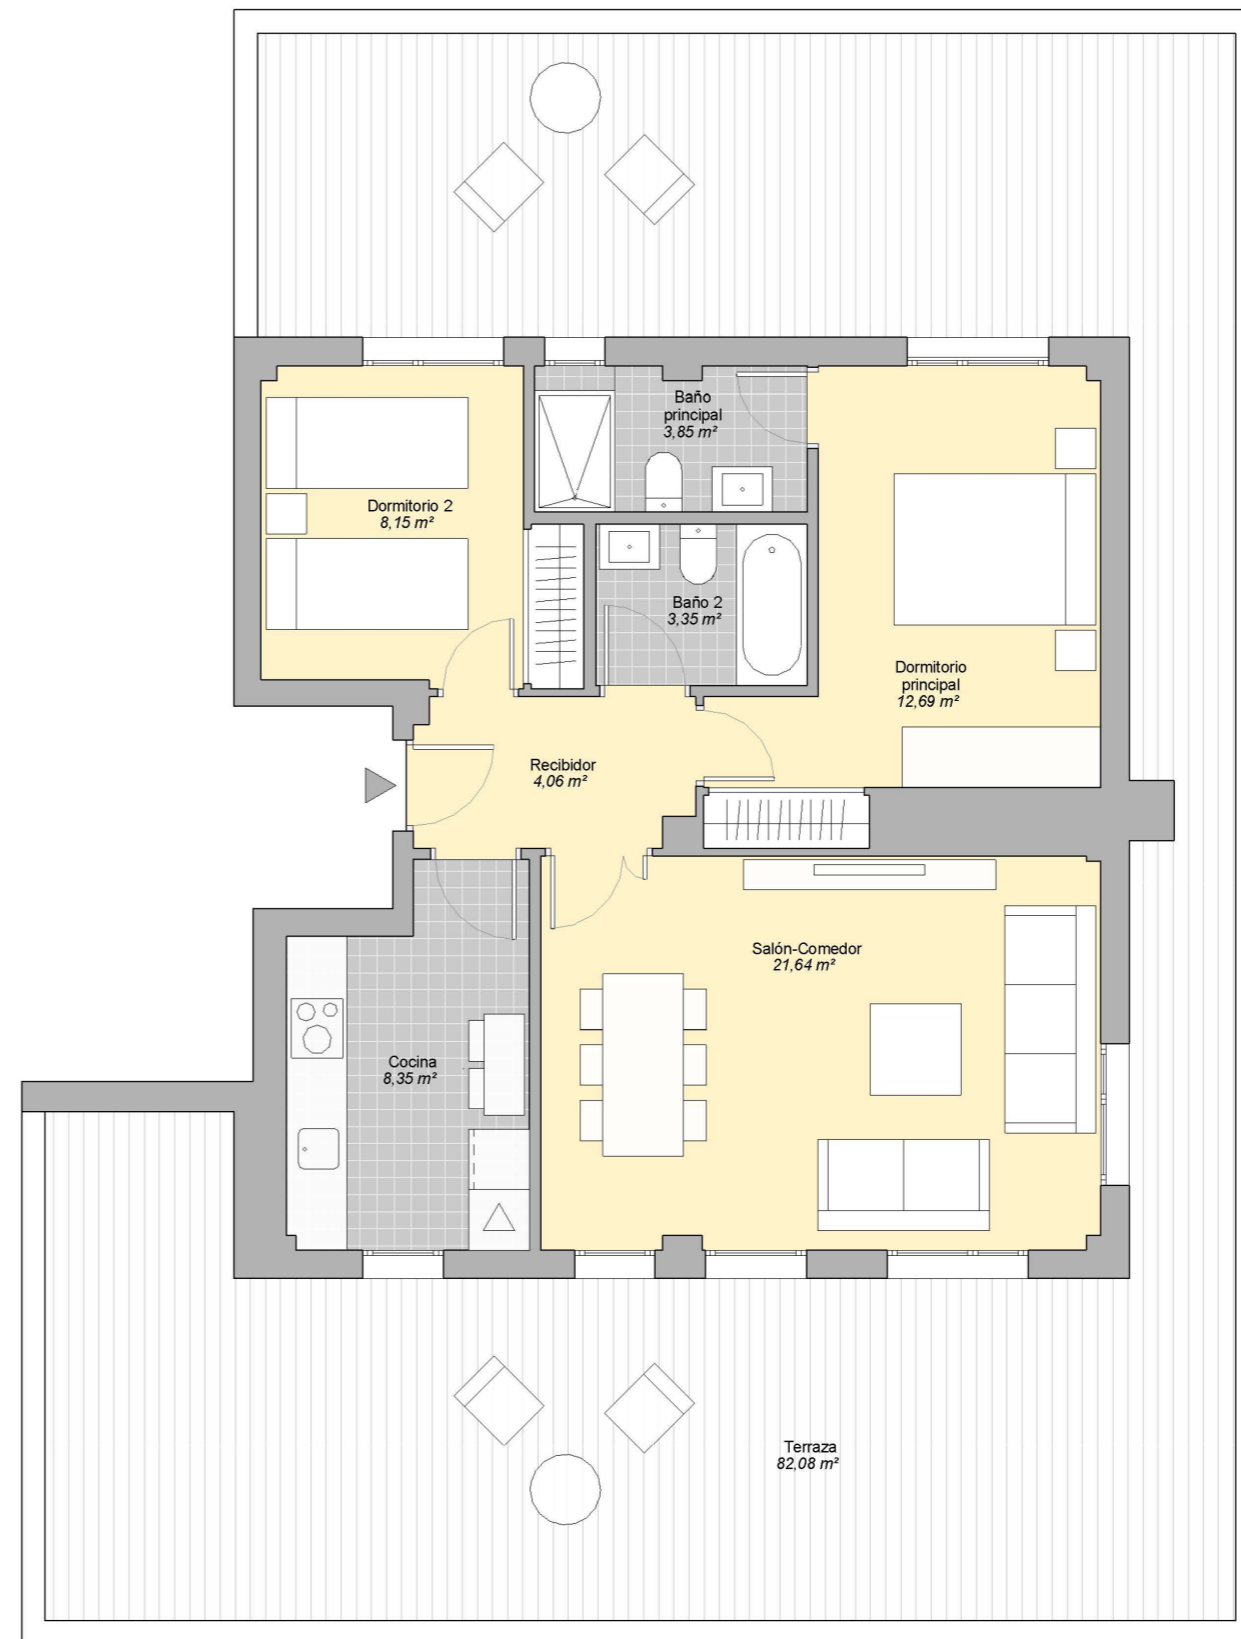 Baño
principal
3,85 m²
Dormitorio 2
8,15 m²
Baño 2
3,35 m²
Dormitorio
principal
12,69 m²
Recibidor
4,06 m²
Salón-Comedor
21,64 m²
Cocina
8,35 m²
Terraza
82,08 m²